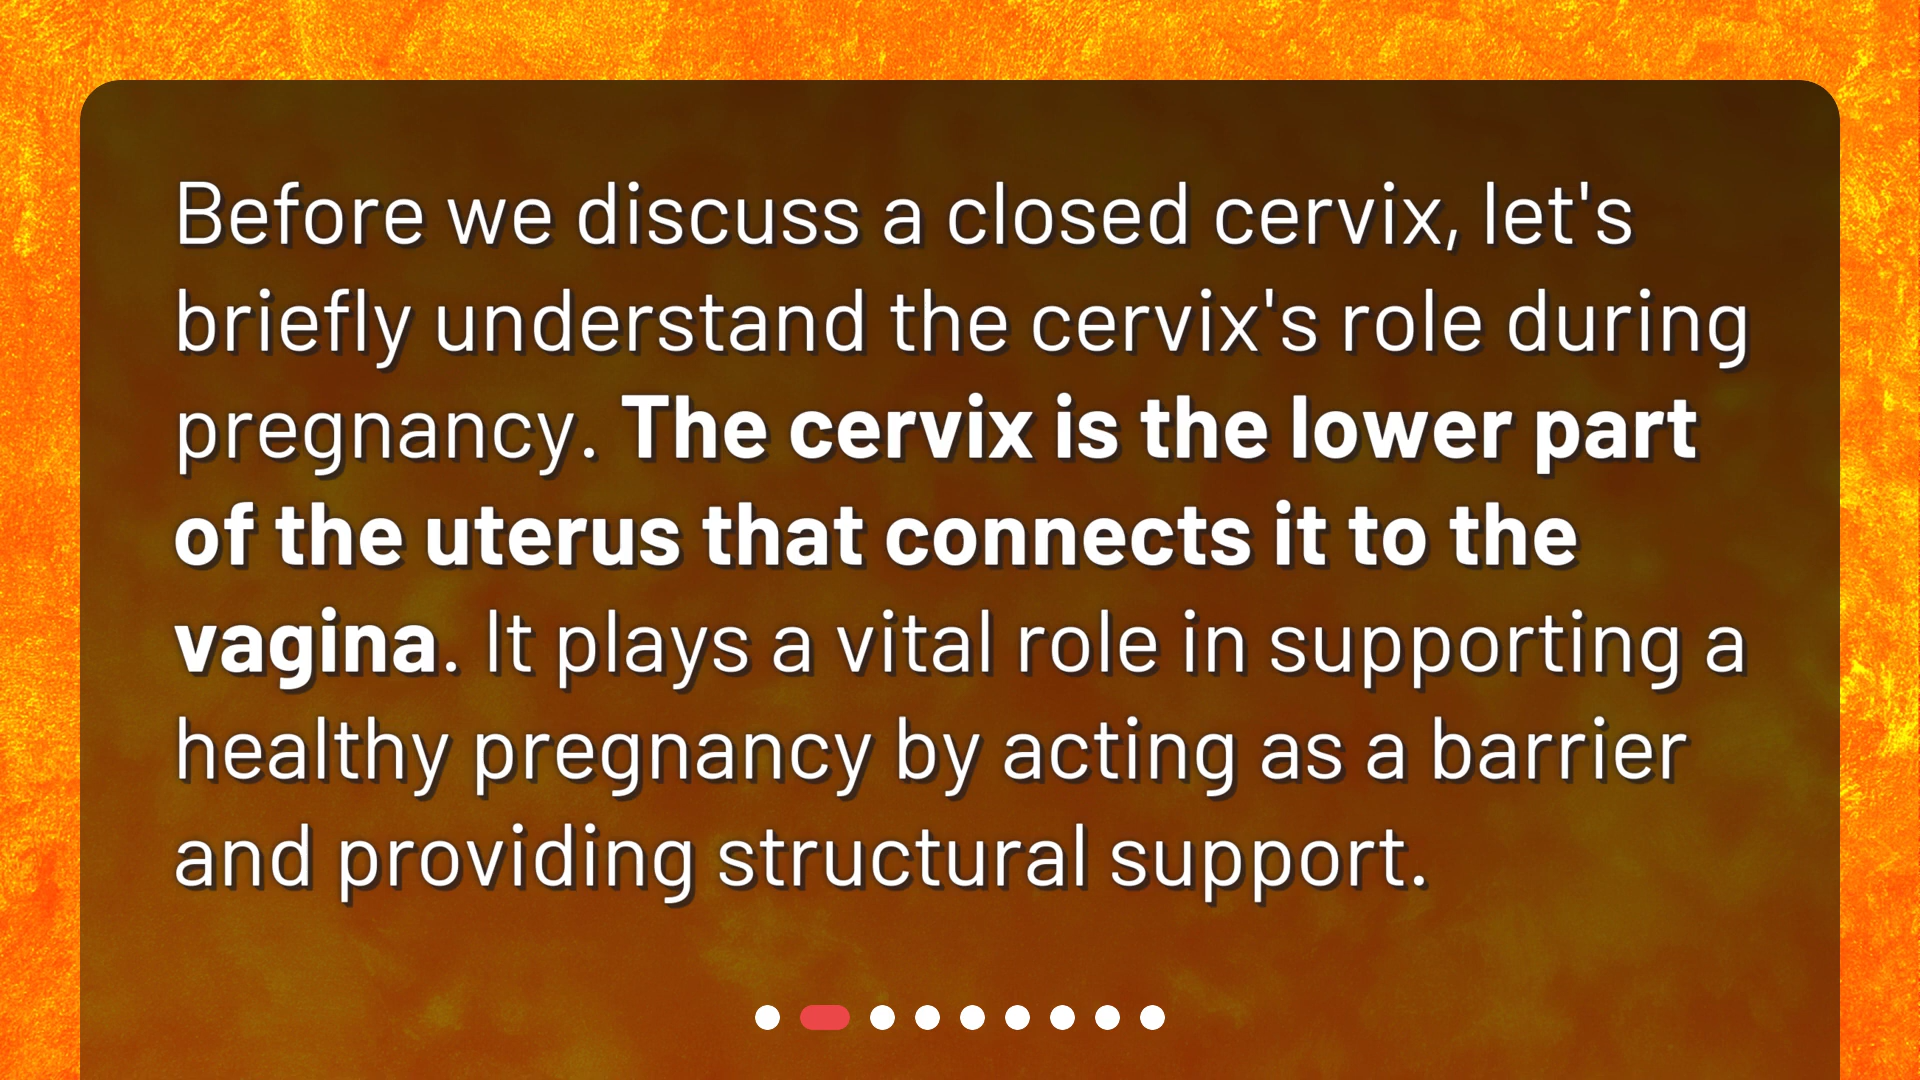 Before we discuss a closed cervix, let's
briefly understand the cervix's role during
pregnancy. The cervix is the lower part
of the uterus that connects it to the
vagina. It plays a vital role in supporting a
healthy pregnancy by acting as a barrier
and providing structural support.